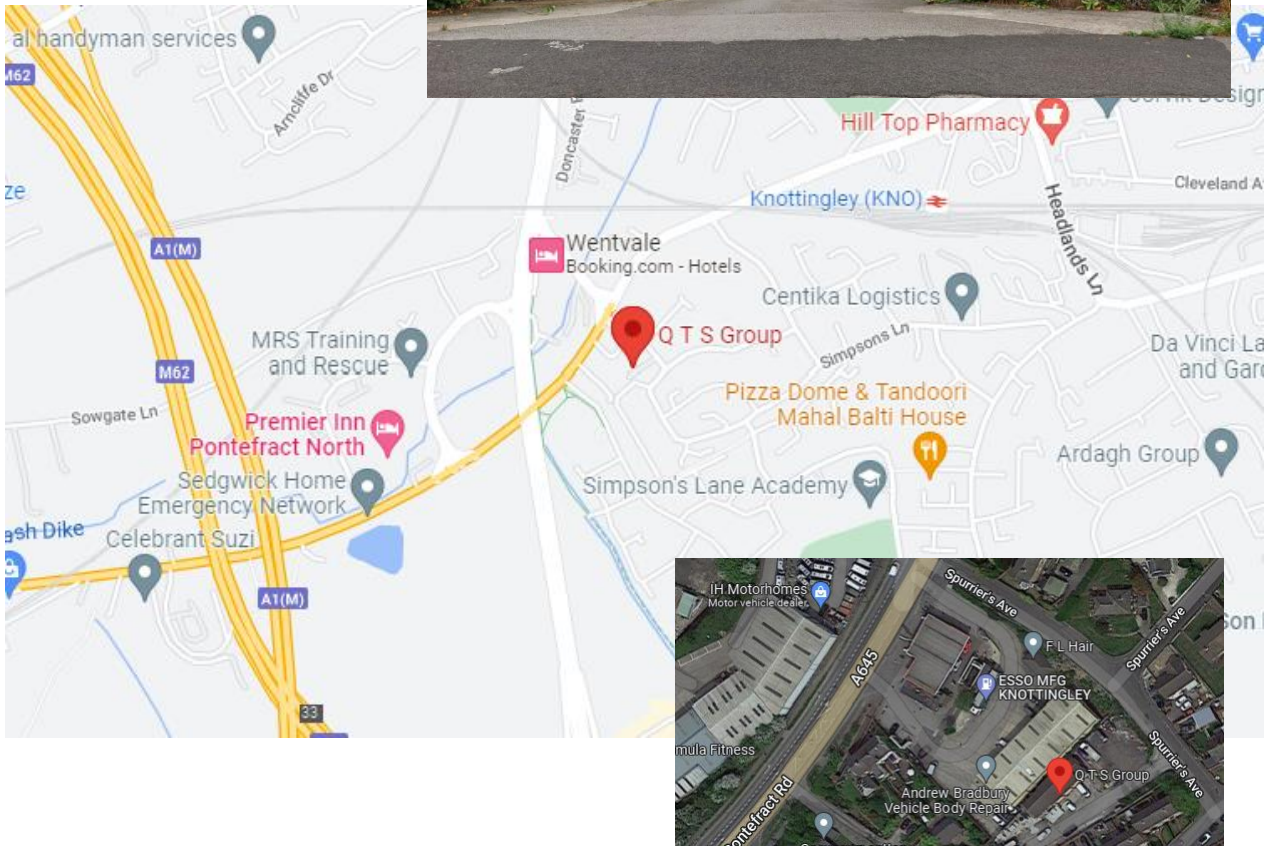 al handyman services
M62
Arncliffe Dr
Doncaster
Hill Top Pharmacy
Cleveland
ze
Knottingley (KNO)
Headlands Ln
A1(M)
Wentvale
Booking.com - Hotels
Centika Logistics
MRS Training
and Rescue
Q T S Group
Simpsons Ln
Da Vinci La
and Gard
M62
Sowgate Ln
Premier Inn
Pontefract North
Pizza Dome & Tandoori
Mahal Balti House
Ardagh Group
Sedgwick Home
Emergency Network
Simpson's Lane Academy
ash Dike
Celebrant Suzi
A1(M)
33
son
IH Motorhomes
Motor vehicle dealer
Spurrier's Ave
Spurrier's Ave
F L Hair
A645
ESSO MFG
KNOTTINGLEY
mula Fitness
Spurrier's Ave
Q T S Group
Andrew Bradbury
Vehicle Body Repair
Pontefract Rd